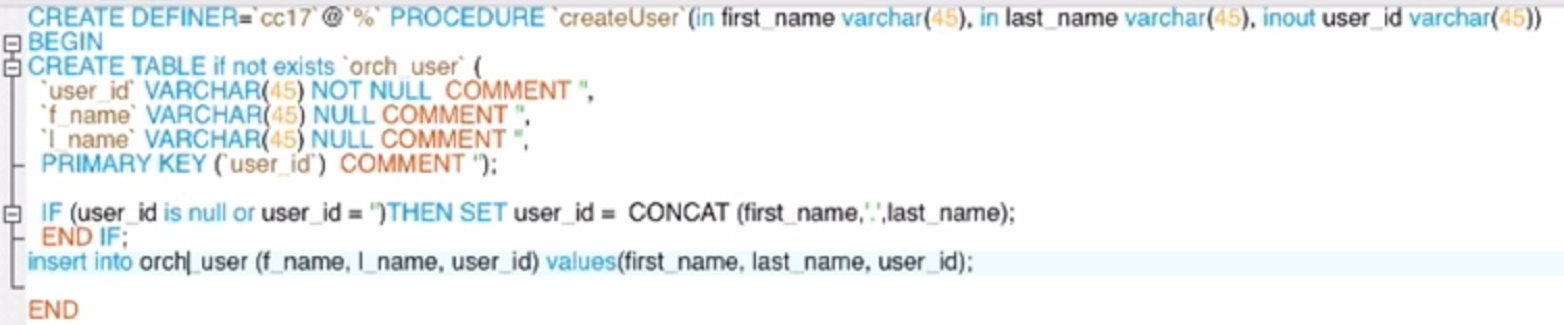 CREATE DEFINER=`cc17`@`%` PROCEDURE `createUser`(in first_name varchar(45), in last_name varchar(45), inout user_id varchar(45))
BEGIN
CREATE TABLE if not exists `orch_user` (
`user_id` VARCHAR(45) NOT NULL COMMENT '',
`f_name` VARCHAR(45) NULL COMMENT '',
`l_name` VARCHAR(45) NULL COMMENT '',
PRIMARY KEY (`user_id`) COMMENT '');
IF (user_id is null or user_id = '')THEN SET user_id = CONCAT (first_name,'.',last_name);
END IF;
insert into orch_user (f_name, l_name, user_id) values(first_name, last_name, user_id);
END